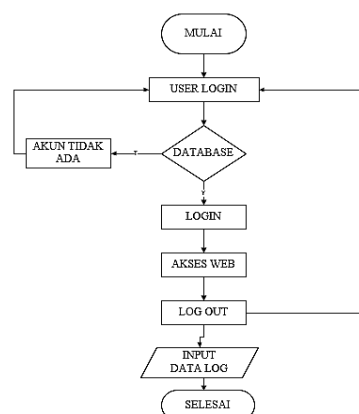 MULAI
USER LOGIN
DATABASE
T
AKUN TIDAK
ADA
Y
LOGIN
AKSES WEB
LOG OUT
INPUT
DATA LOG
SELESAI